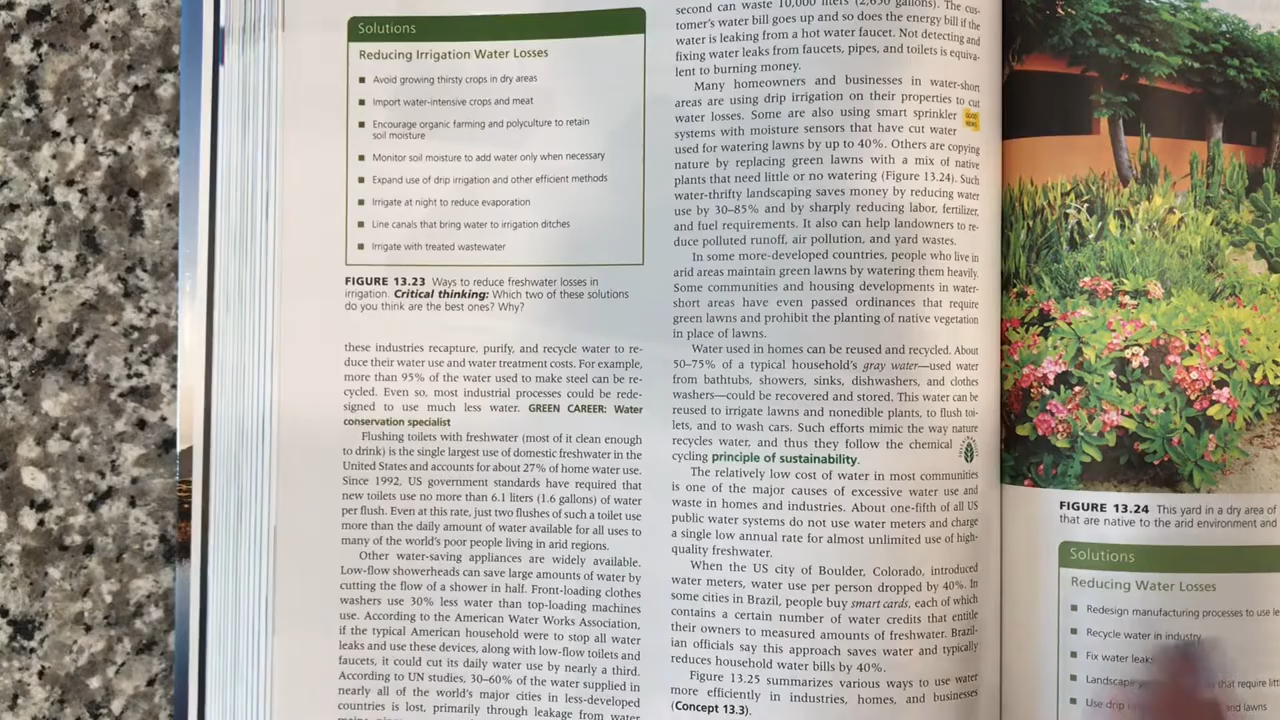 Solutions
Reducing Irrigation Water Losses
■ Avoid growing thirsty crops in dry areas
■ Import water-intensive crops and meat
■ Encourage organic farming and polyculture to retain
soil moisture
■ Monitor soil moisture to add water only when necessary
■ Expand use of drip irrigation and other efficient methods
■ Irrigate at night to reduce evaporation
■ Line canals that bring water to irrigation ditches
■ Irrigate with treated wastewater
FIGURE 13.23 Ways to reduce freshwater losses in
irrigation. Critical thinking: Which two of these solutions
do you think are the best ones? Why?
these industries recapture, purify, and recycle water to re-
duce their water use and water treatment costs. For example,
more than 95% of the water used to make steel can be re-
cycled. Even so, most industrial processes could be rede-
signed to use much less water. GREEN CAREER: Water
conservation specialist
Flushing toilets with freshwater (most of it clean enough
to drink) is the single largest use of domestic freshwater in the
United States and accounts for about 27% of home water use.
Since 1992, US government standards have required that
new toilets use no more than 6.1 liters (1.6 gallons) of water
per flush. Even at this rate, just two flushes of such a toilet use
more than the daily amount of water available for all uses to
many of the world's poor people living in arid regions.
Other water-saving appliances are widely available.
Low-flow showerheads can save large amounts of water by
cutting the flow of a shower in half. Front-loading clothes
washers use 30% less water than top-loading machines
use. According to the American Water Works Association,
if the typical American household were to stop all water
leaks and use these devices, along with low-flow toilets and
faucets, it could cut its daily water use by nearly a third.
According to UN studies, 30–60% of the water supplied in
nearly all of the world's major cities in less-developed
countries is lost, primarily through leakage from water
second can waste 10,000 liters (2,650 gallons). The cus-
tomer's water bill goes up and so does the energy bill if the
water is leaking from a hot water faucet. Not detecting and
fixing water leaks from faucets, pipes, and toilets is equiva-
lent to burning money.
Many homeowners and businesses in water-short
areas are using drip irrigation on their properties to cut
water losses. Some are also using smart sprinkler
systems with moisture sensors that have cut water
GOOD NEWS
used for watering lawns by up to 40%. Others are copying
nature by replacing green lawns with a mix of native
plants that need little or no watering (Figure 13.24). Such
water-thrifty landscaping saves money by reducing water
use by 30–85% and by sharply reducing labor, fertilizer,
and fuel requirements. It also can help landowners to re-
duce polluted runoff, air pollution, and yard wastes.
In some more-developed countries, people who live in
arid areas maintain green lawns by watering them heavily.
Some communities and housing developments in water-
short areas have even passed ordinances that require
green lawns and prohibit the planting of native vegetation
in place of lawns.
Water used in homes can be reused and recycled. About
50–75% of a typical household's gray water—used water
from bathtubs, showers, sinks, dishwashers, and clothes
washers—could be recovered and stored. This water can be
reused to irrigate lawns and nonedible plants, to flush toi-
lets, and to wash cars. Such efforts mimic the way nature
recycles water, and thus they follow the chemical
cycling principle of sustainability.
The relatively low cost of water in most communities
is one of the major causes of excessive water use and
waste in homes and industries. About one-fifth of all US
public water systems do not use water meters and charge
a single low annual rate for almost unlimited use of high-
quality freshwater.
When the US city of Boulder, Colorado, introduced
water meters, water use per person dropped by 40%. In
some cities in Brazil, people buy smart cards, each of which
contains a certain number of water credits that entitle
their owners to measured amounts of freshwater. Brazil-
ian officials say this approach saves water and typically
reduces household water bills by 40%.
Figure 13.25 summarizes various ways to use water
more efficiently in industries, homes, and businesses
(Concept 13.3).
FIGURE 13.24 This yard in a dry area of
that are native to the arid environment and
Solutions
Reducing Water Losses
■ Redesign manufacturing processes to use
■ Recycle water in industry
■ Fix water leaks
■ that require
■ Use drip and lawns